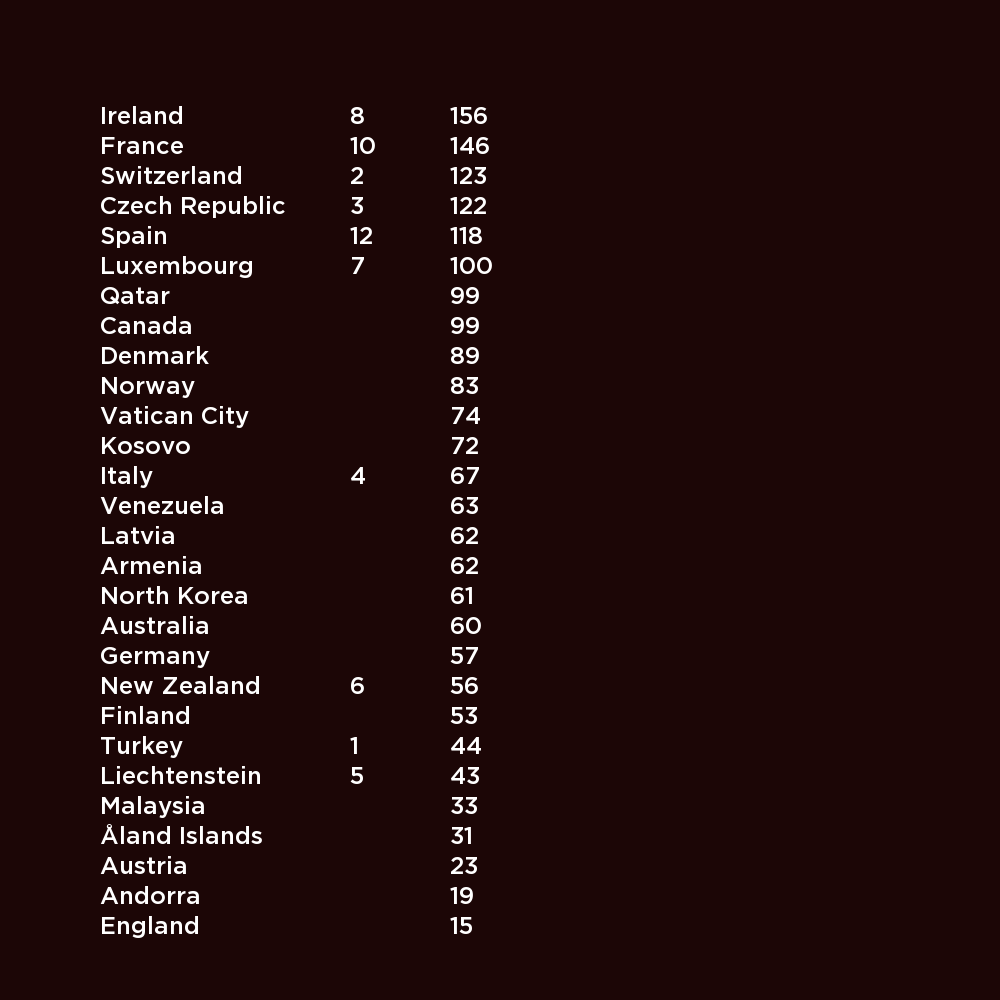 Ireland 8 156
France 10 146
Switzerland 2 123
Czech Republic 3 122
Spain 12 118
Luxembourg 7 100
Qatar 99
Canada 99
Denmark 89
Norway 83
Vatican City 74
Kosovo 72
Italy 4 67
Venezuela 63
Latvia 62
Armenia 62
North Korea 61
Australia 60
Germany 57
New Zealand 6 56
Finland 53
Turkey 1 44
Liechtenstein 5 43
Malaysia 33
Åland Islands 31
Austria 23
Andorra 19
England 15